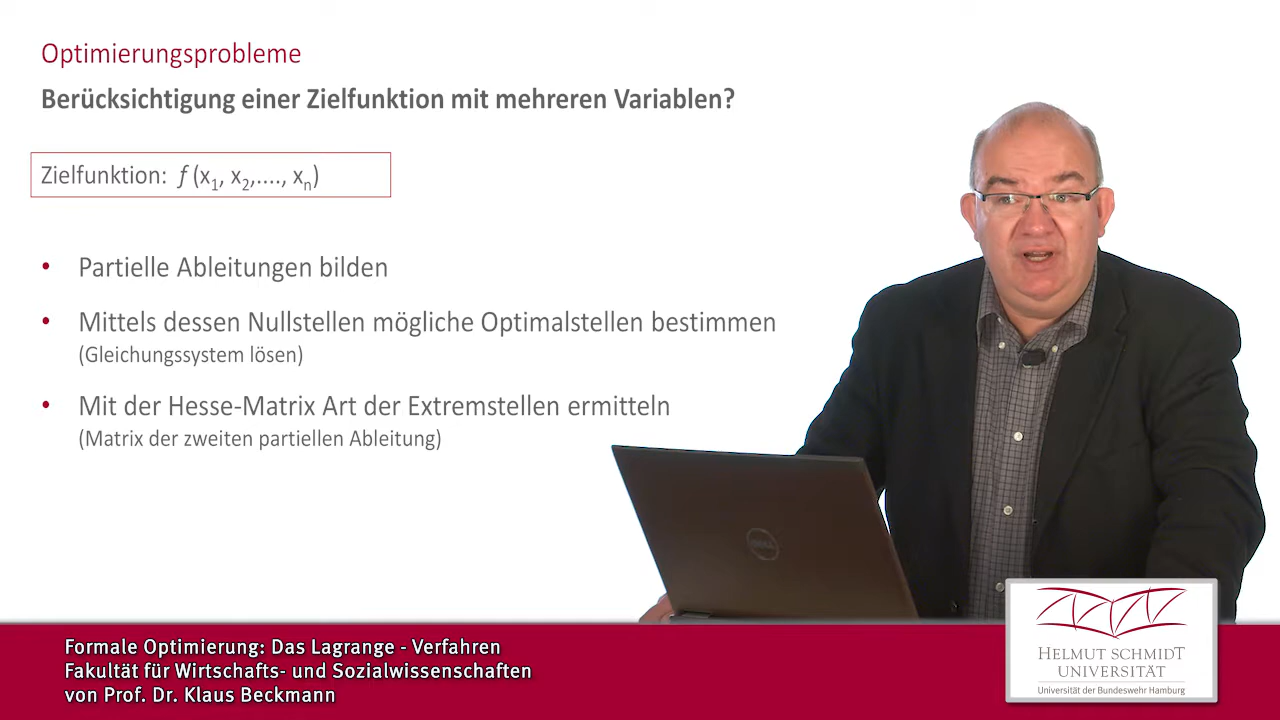 Optimierungsprobleme
Berücksichtigung einer Zielfunktion mit mehreren Variablen?
Zielfunktion: f (x1, x2,...., xn)
• Partielle Ableitungen bilden
• Mittels dessen Nullstellen mögliche Optimalstellen bestimmen
(Gleichungssystem lösen)
• Mit der Hesse-Matrix Art der Extremstellen ermitteln
(Matrix der zweiten partiellen Ableitung)
DELL
Formale Optimierung: Das Lagrange - Verfahren
Fakultät für Wirtschafts- und Sozialwissenschaften
von Prof. Dr. Klaus Beckmann
HELMUT SCHMIDT
UNIVERSITÄT
Universität der Bundeswehr Hamburg